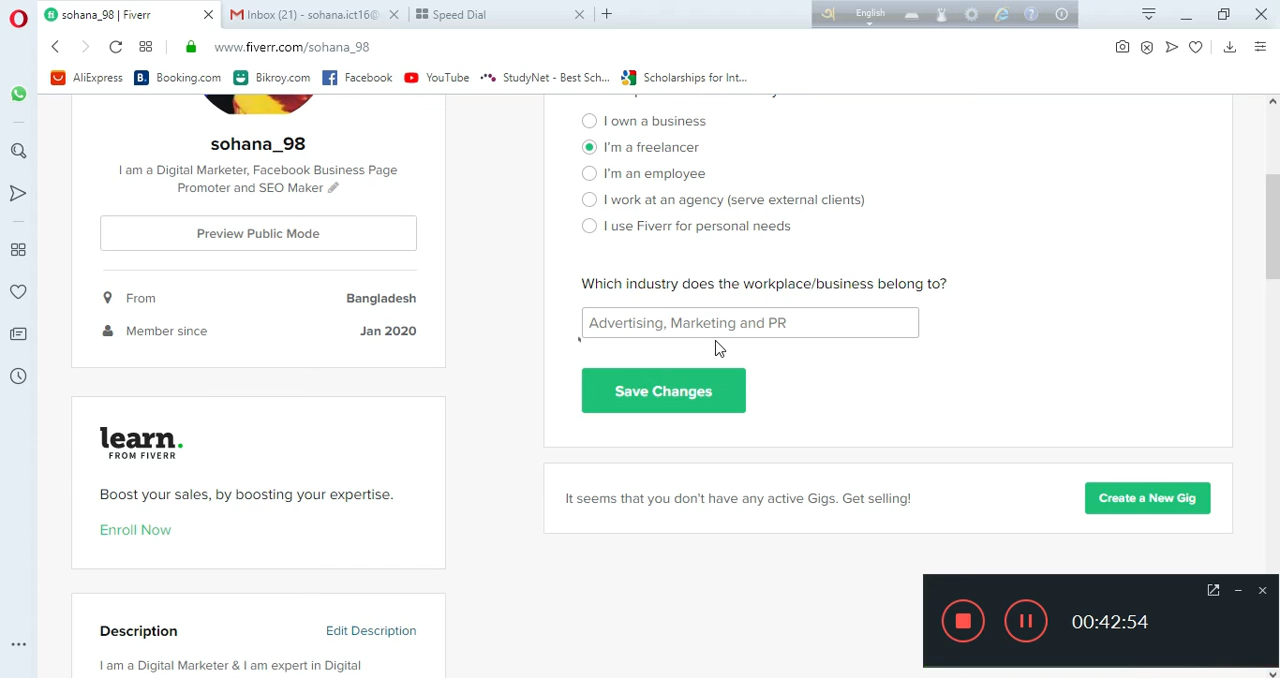 sohana_98 | Fiverr
Inbox (21) - sohana.ict16@
Speed Dial
English
www.fiverr.com/sohana_98
AliExpress
Booking.com
Bikroy.com
Facebook
YouTube
StudyNet - Best Sch...
Scholarships for Int...
sohana_98
I am a Digital Marketer, Facebook Business Page
Promoter and SEO Maker
Preview Public Mode
From Bangladesh
Member since Jan 2020
learn.
FROM FIVERR
Boost your sales, by boosting your expertise.
Enroll Now
Description Edit Description
I am a Digital Marketer & I am expert in Digital
I own a business
I'm a freelancer
I'm an employee
I work at an agency (serve external clients)
I use Fiverr for personal needs
Which industry does the workplace/business belong to?
Advertising, Marketing and PR
Save Changes
It seems that you don't have any active Gigs. Get selling!
Create a New Gig
00:42:54